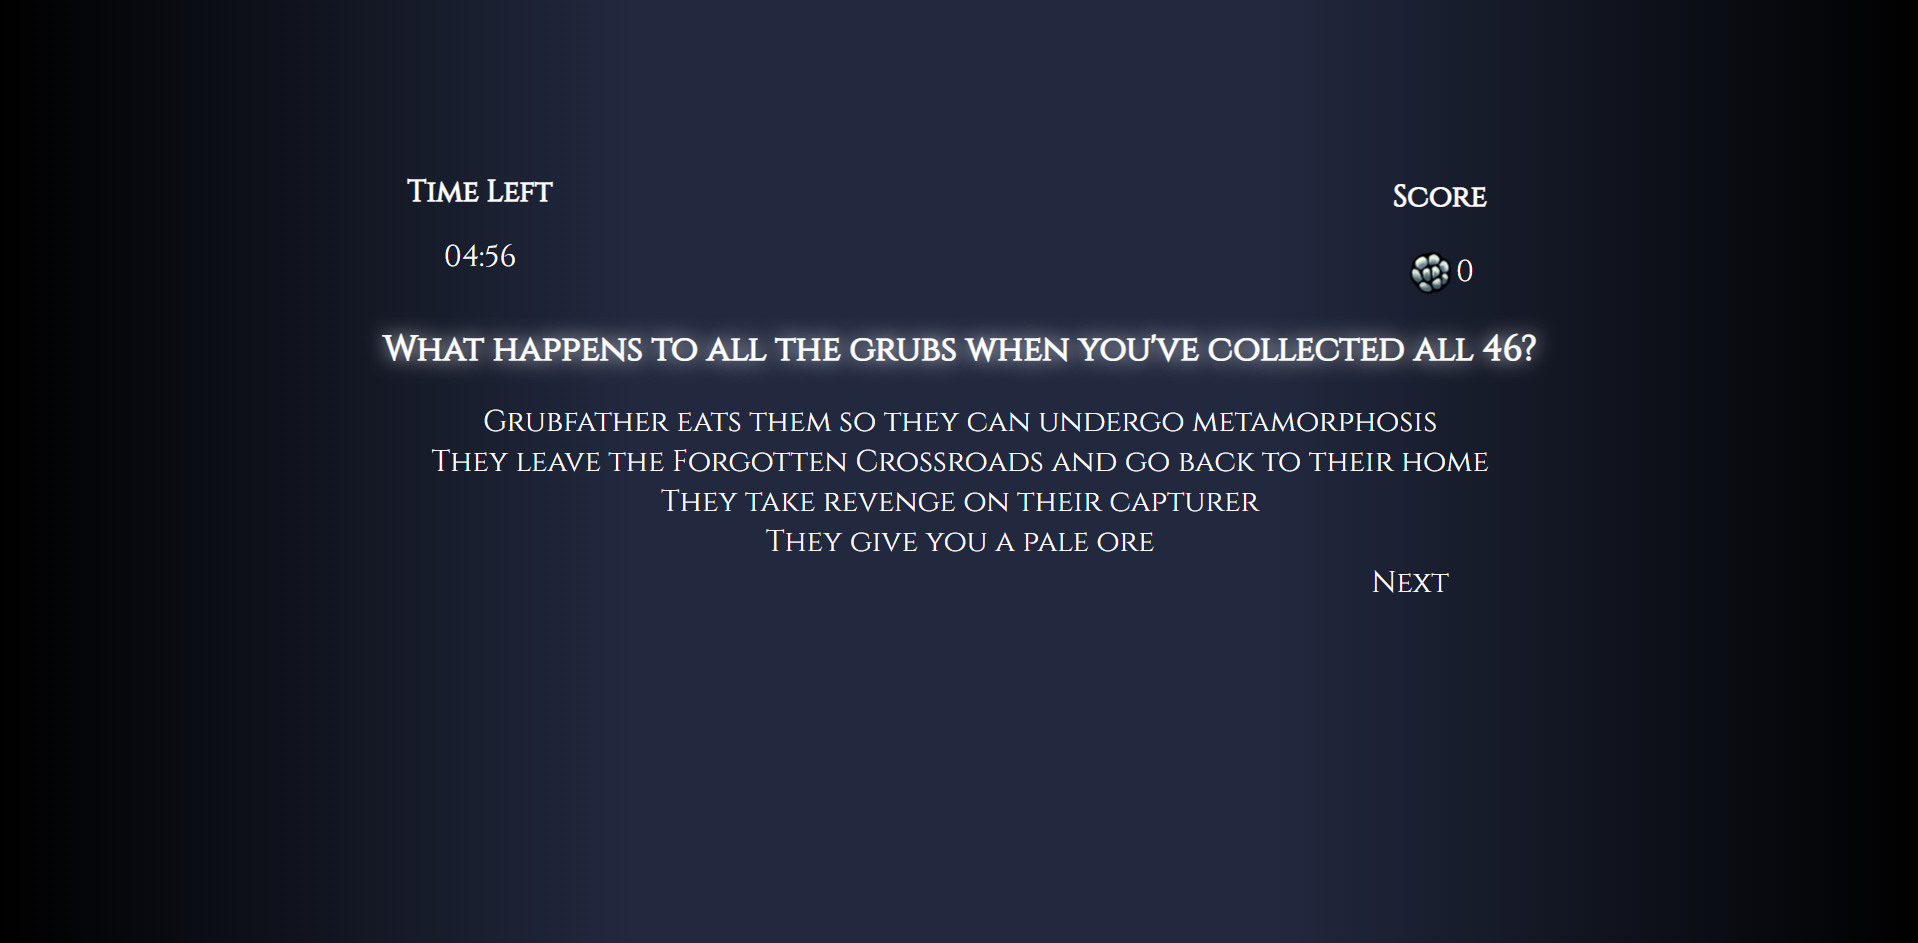 Time Left
Score
04:56
0
What happens to all the grubs when you've collected all 46?
Grubfather eats them so they can undergo metamorphosis
They leave the Forgotten Crossroads and go back to their home
They take revenge on their capturer
They give you a pale ore
Next